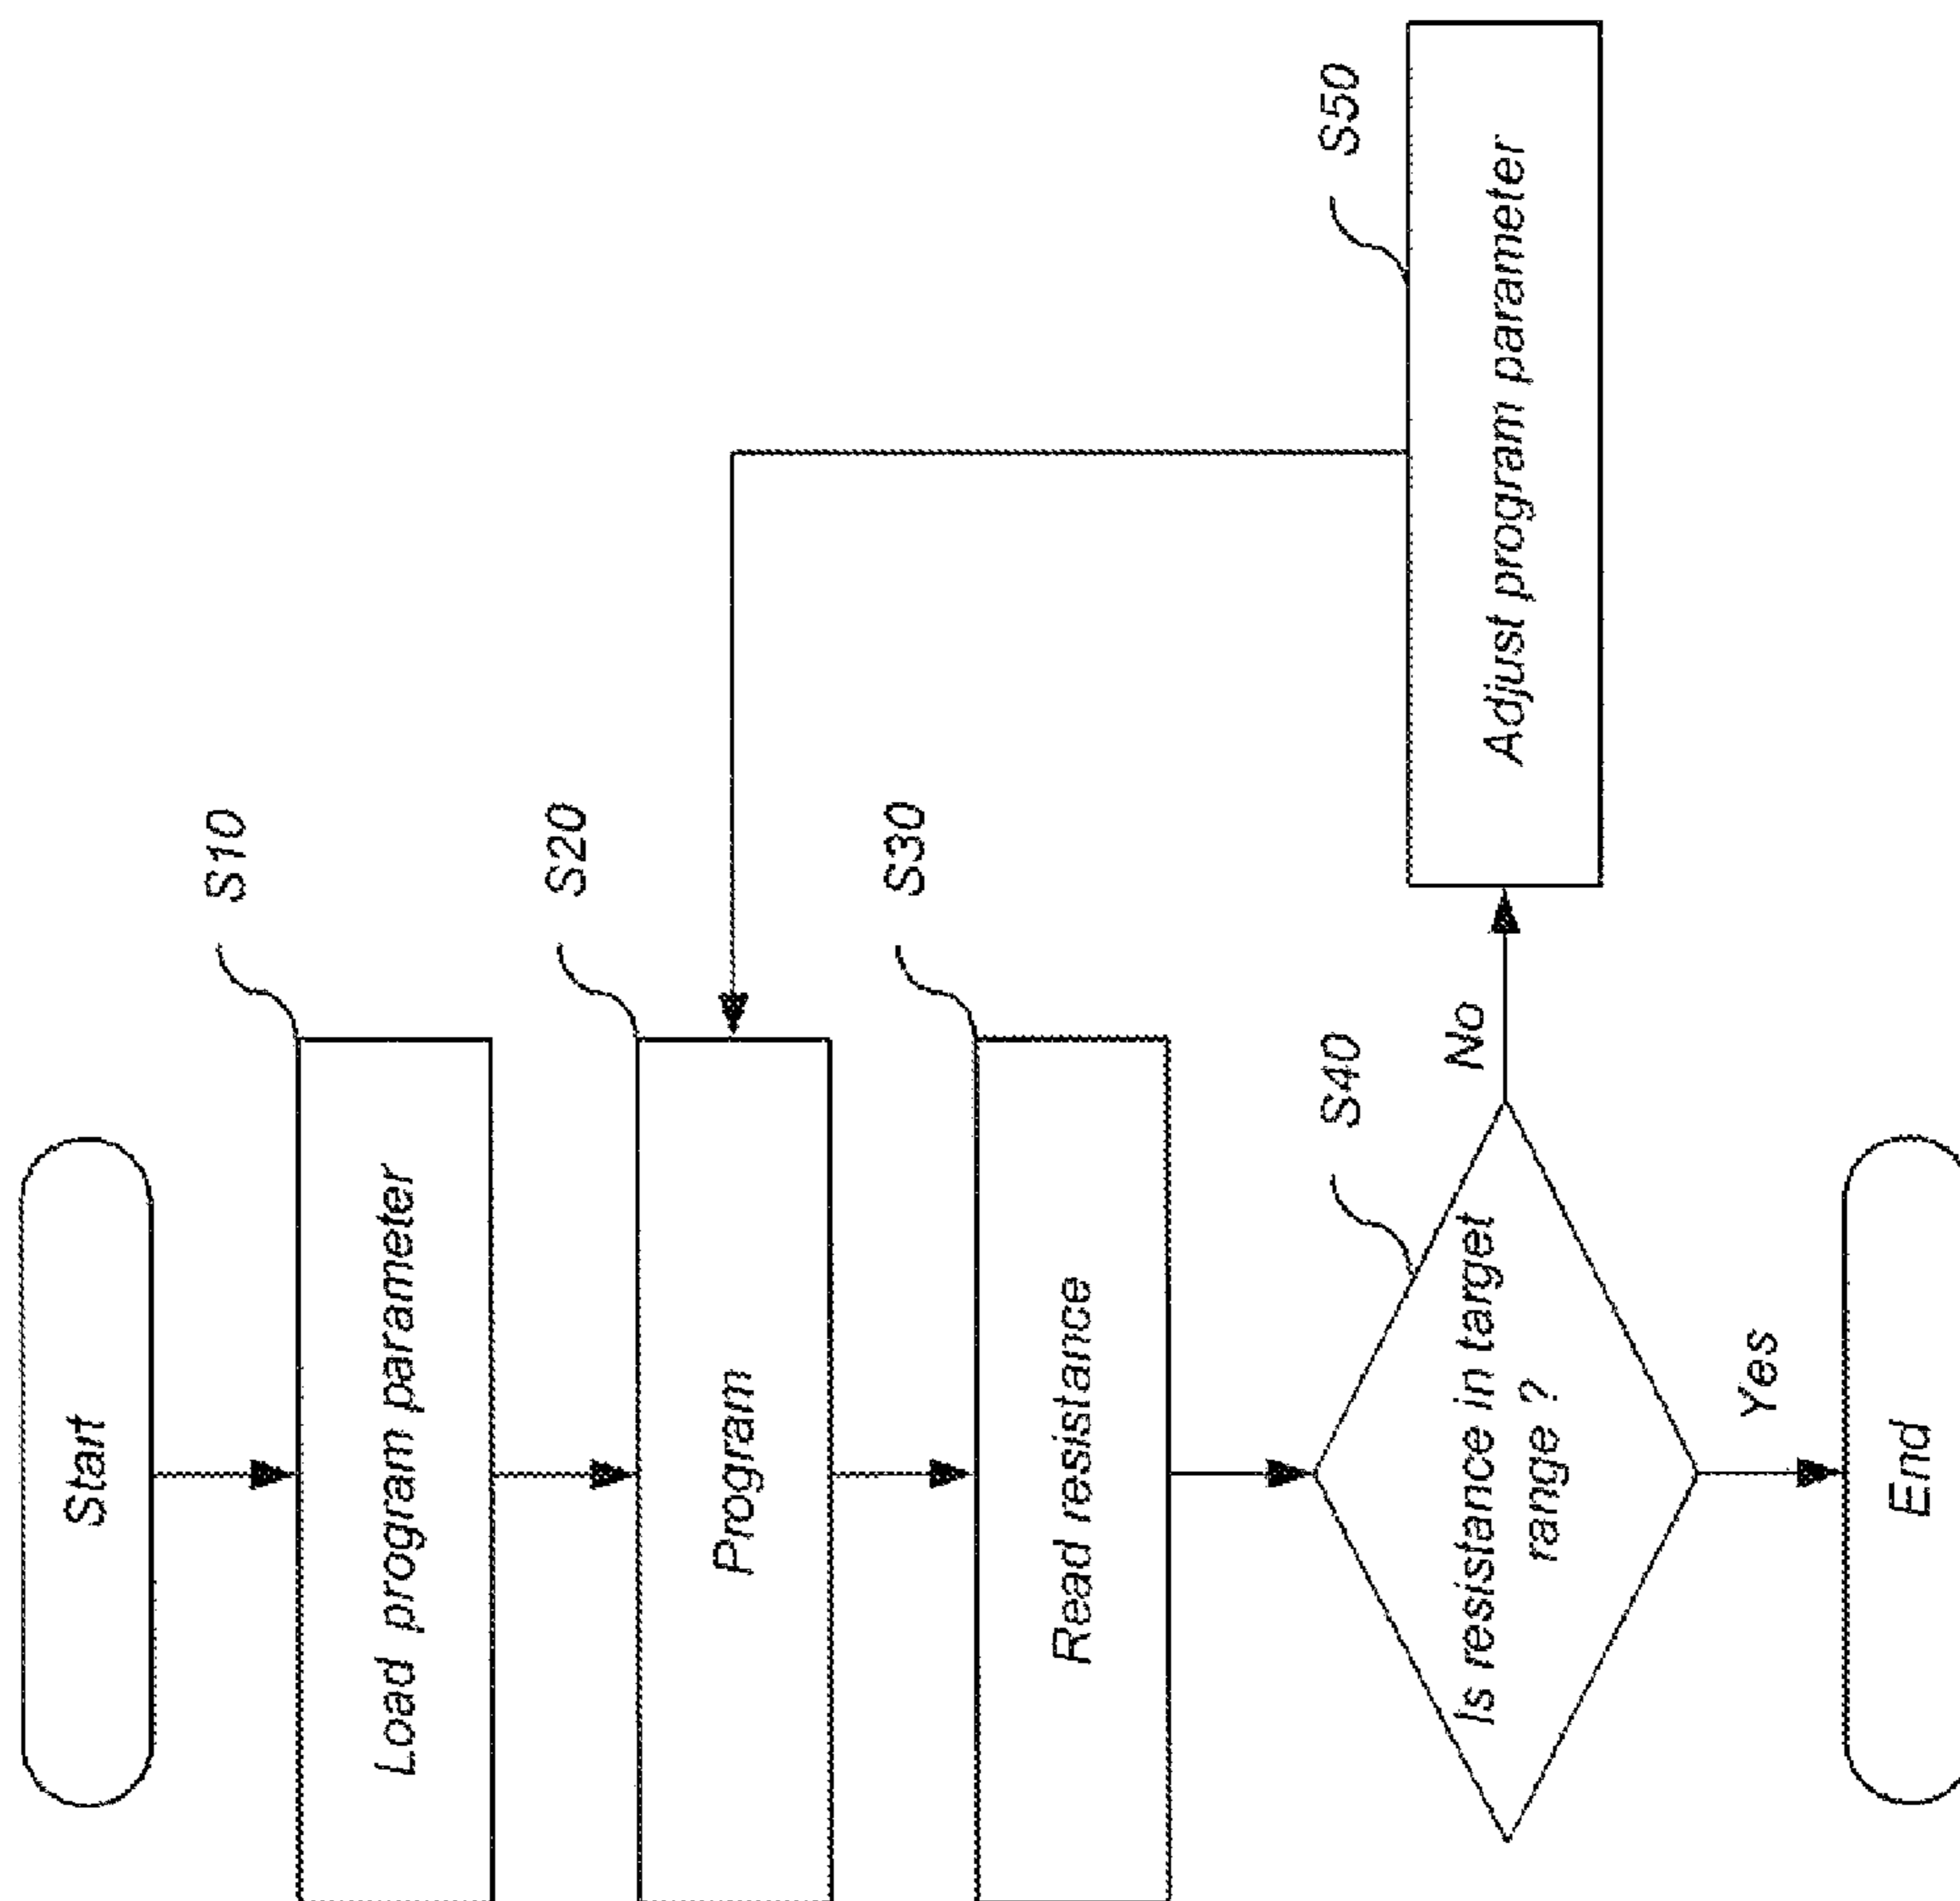 Start
S10
Load program parameter
S20
Program
S30
Read resistance
S40
Is resistance in target
range ?
No
S50
Adjust program parameter
Yes
End